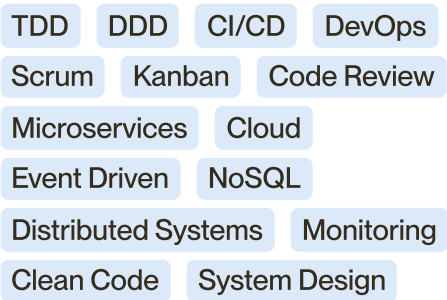 TDD DDD CI/CD DevOps
Scrum Kanban Code Review
Microservices Cloud
Event Driven NoSQL
Distributed Systems Monitoring
Clean Code System Design